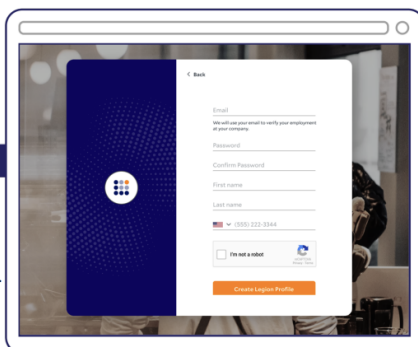 < Back
Email
We will use your email to verify your employment
at your company.
Password
Confirm Password
First name
Last name
(555) 222-3344
I'm not a robot
Create Legion Profile